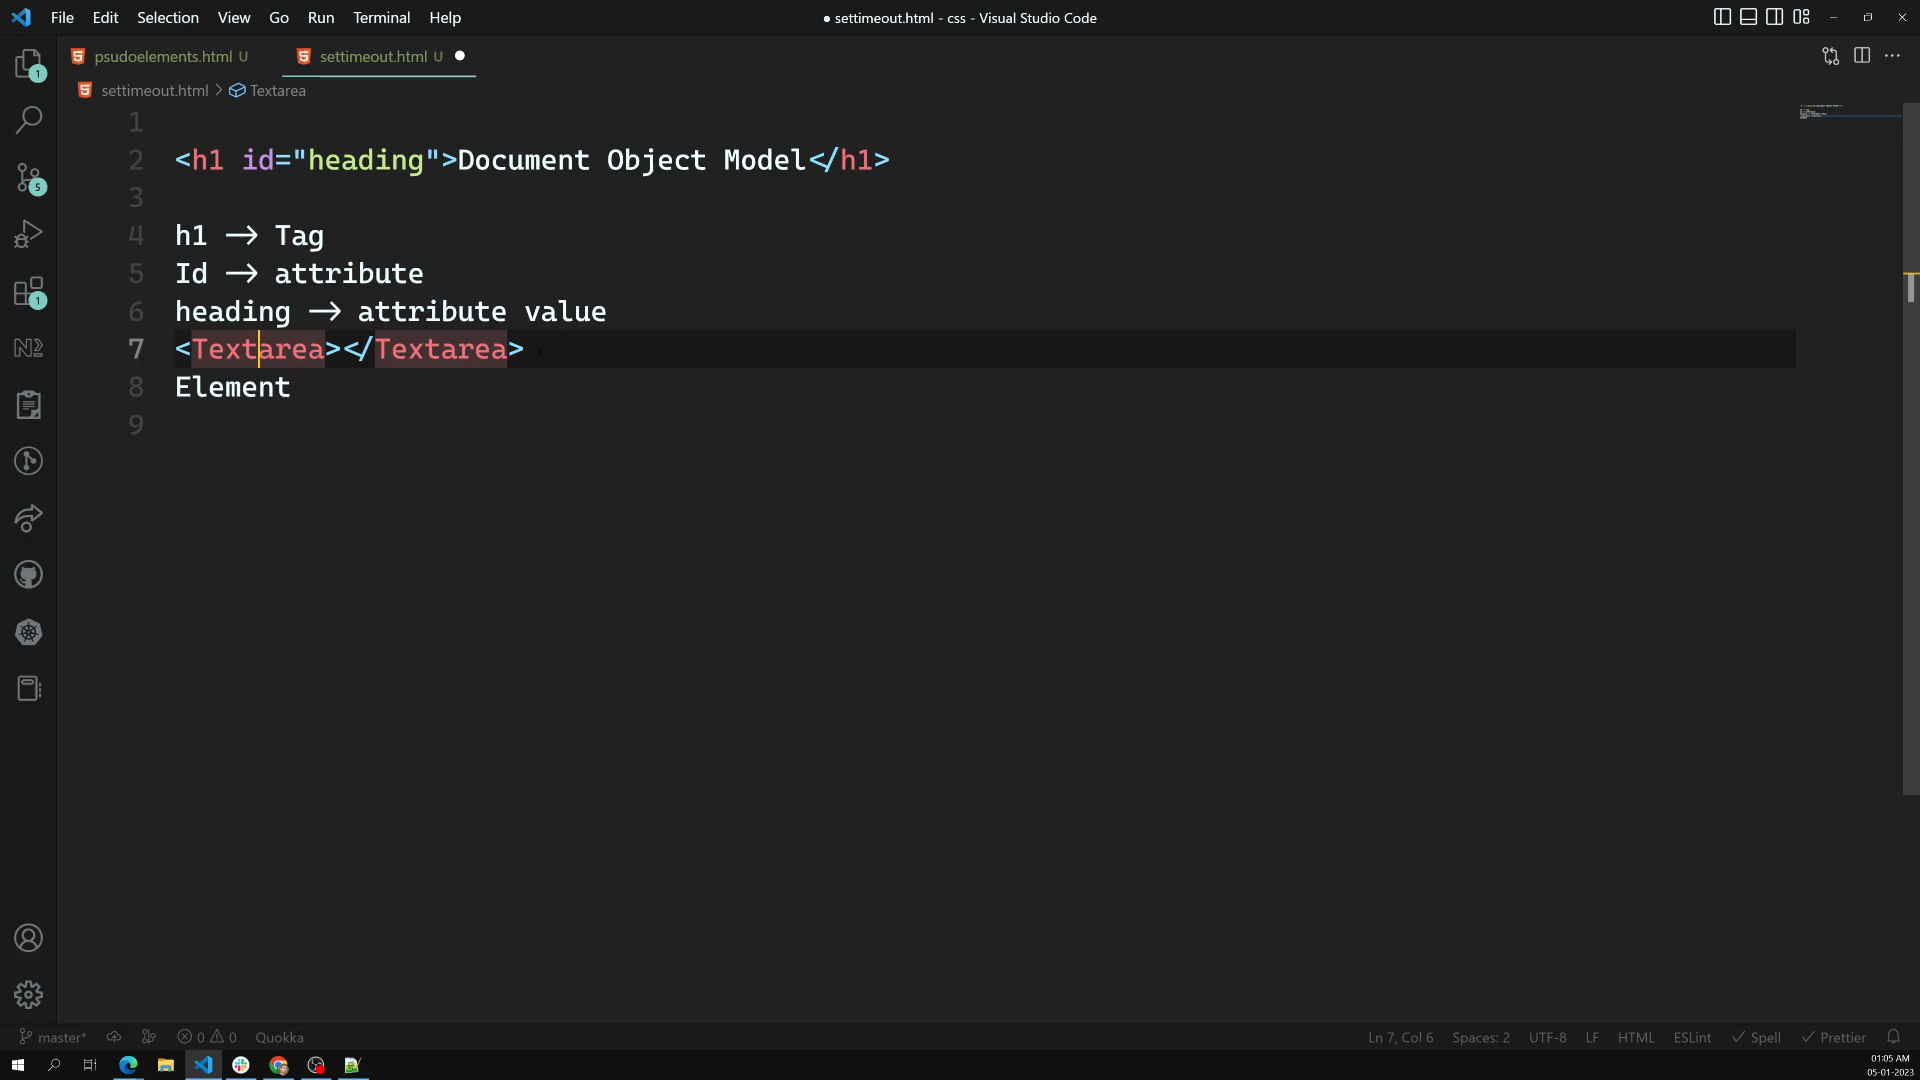 File Edit Selection View Go Run Terminal Help
● settimeout.html - css - Visual Studio Code
psudoelements.html U
settimeout.html U ●
settimeout.html > Textarea
1
2 <h1 id="heading">Document Object Model</h1>
3
4 h1 --> Tag
5 Id --> attribute
6 heading --> attribute value
7 <Textarea></Textarea>
8 Element
9
1
5
1
master*
0 0
Quokka
Ln 7, Col 6
Spaces: 2
UTF-8
LF
HTML
ESLint
✓ Spell
✓ Prettier
01:05 AM
05-01-2023